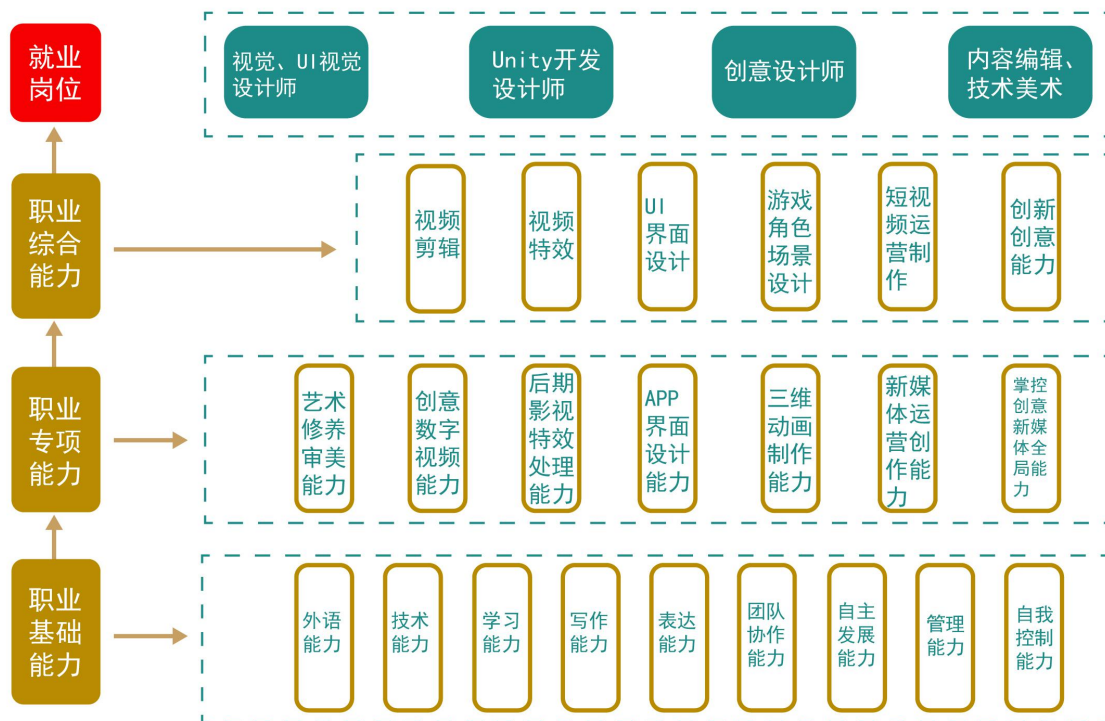 就业
岗位
视觉、UI视觉
设计师
Unity开发
设计师
创意设计师
内容编辑、
技术美术
职业
综合
能力
视频
剪辑
视频
特效
UI
界面
设计
游戏
角色
场景
设计
短视
频运
营制
作
创新
创意
能力
职业
专项
能力
艺术
修养
审美
能力
创意
数字
视频
能力
后期
影视
特效
处理
能力
APP
界面
设计
能力
三维
动画
制作
能力
新媒
体运
营创
作能
力
掌控
创意
新媒
体全
局能
力
职业
基础
能力
外语
能力
技术
能力
学习
能力
写作
能力
表达
能力
团队
协作
能力
自主
发展
能力
管理
能力
自我
控制
能力